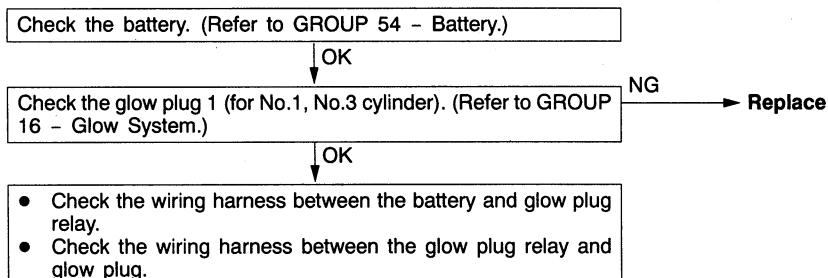 Check the battery. (Refer to GROUP 54 – Battery.)
OK
Check the glow plug 1 (for No.1, No.3 cylinder). (Refer to GROUP
16 – Glow System.)
NG
Replace
OK
● Check the wiring harness between the battery and glow plug
relay.
● Check the wiring harness between the glow plug relay and
glow plug.